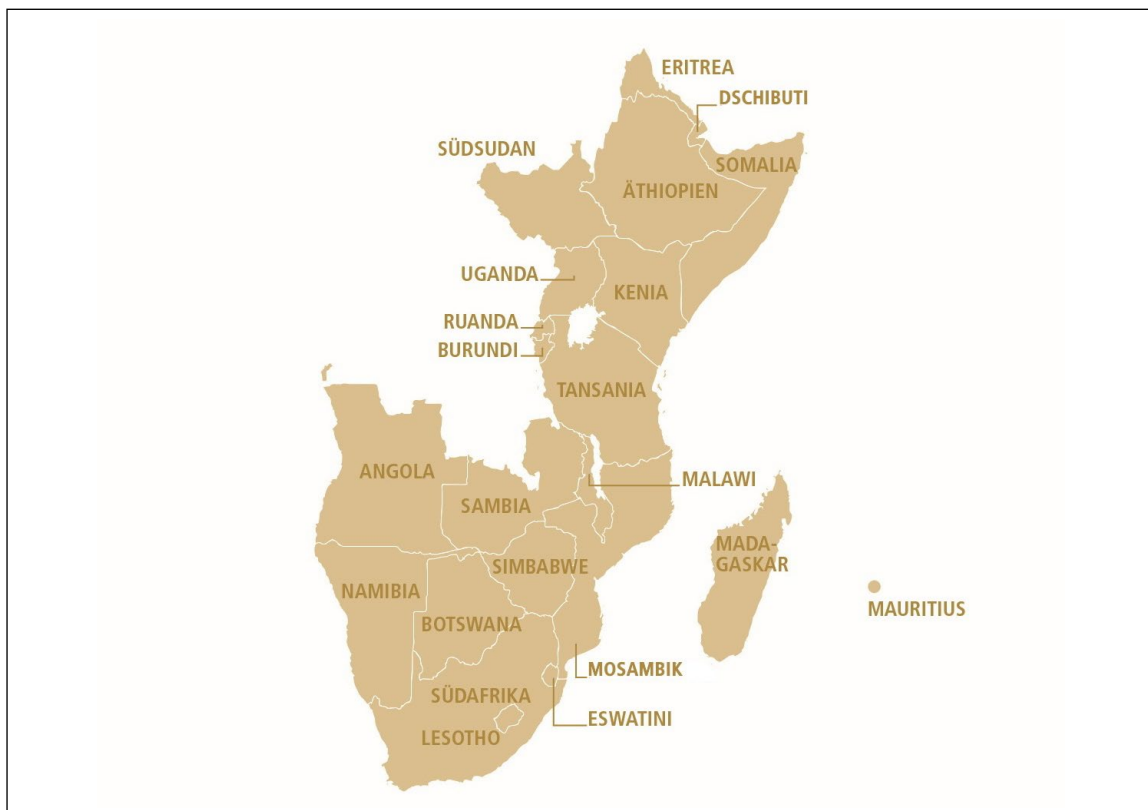 ERITREA
DSCHIBUTI
SÜDSUDAN
SOMALIA
ÄTHIOPIEN
UGANDA
KENIA
RUANDA
BURUNDI
TANSANIA
ANGOLA
MALAWI
SAMBIA
MADA-
GASKAR
SIMBABWE
NAMIBIA
MAURITIUS
BOTSWANA
MOSAMBIK
SÜDAFRIKA
ESWATINI
LESOTHO